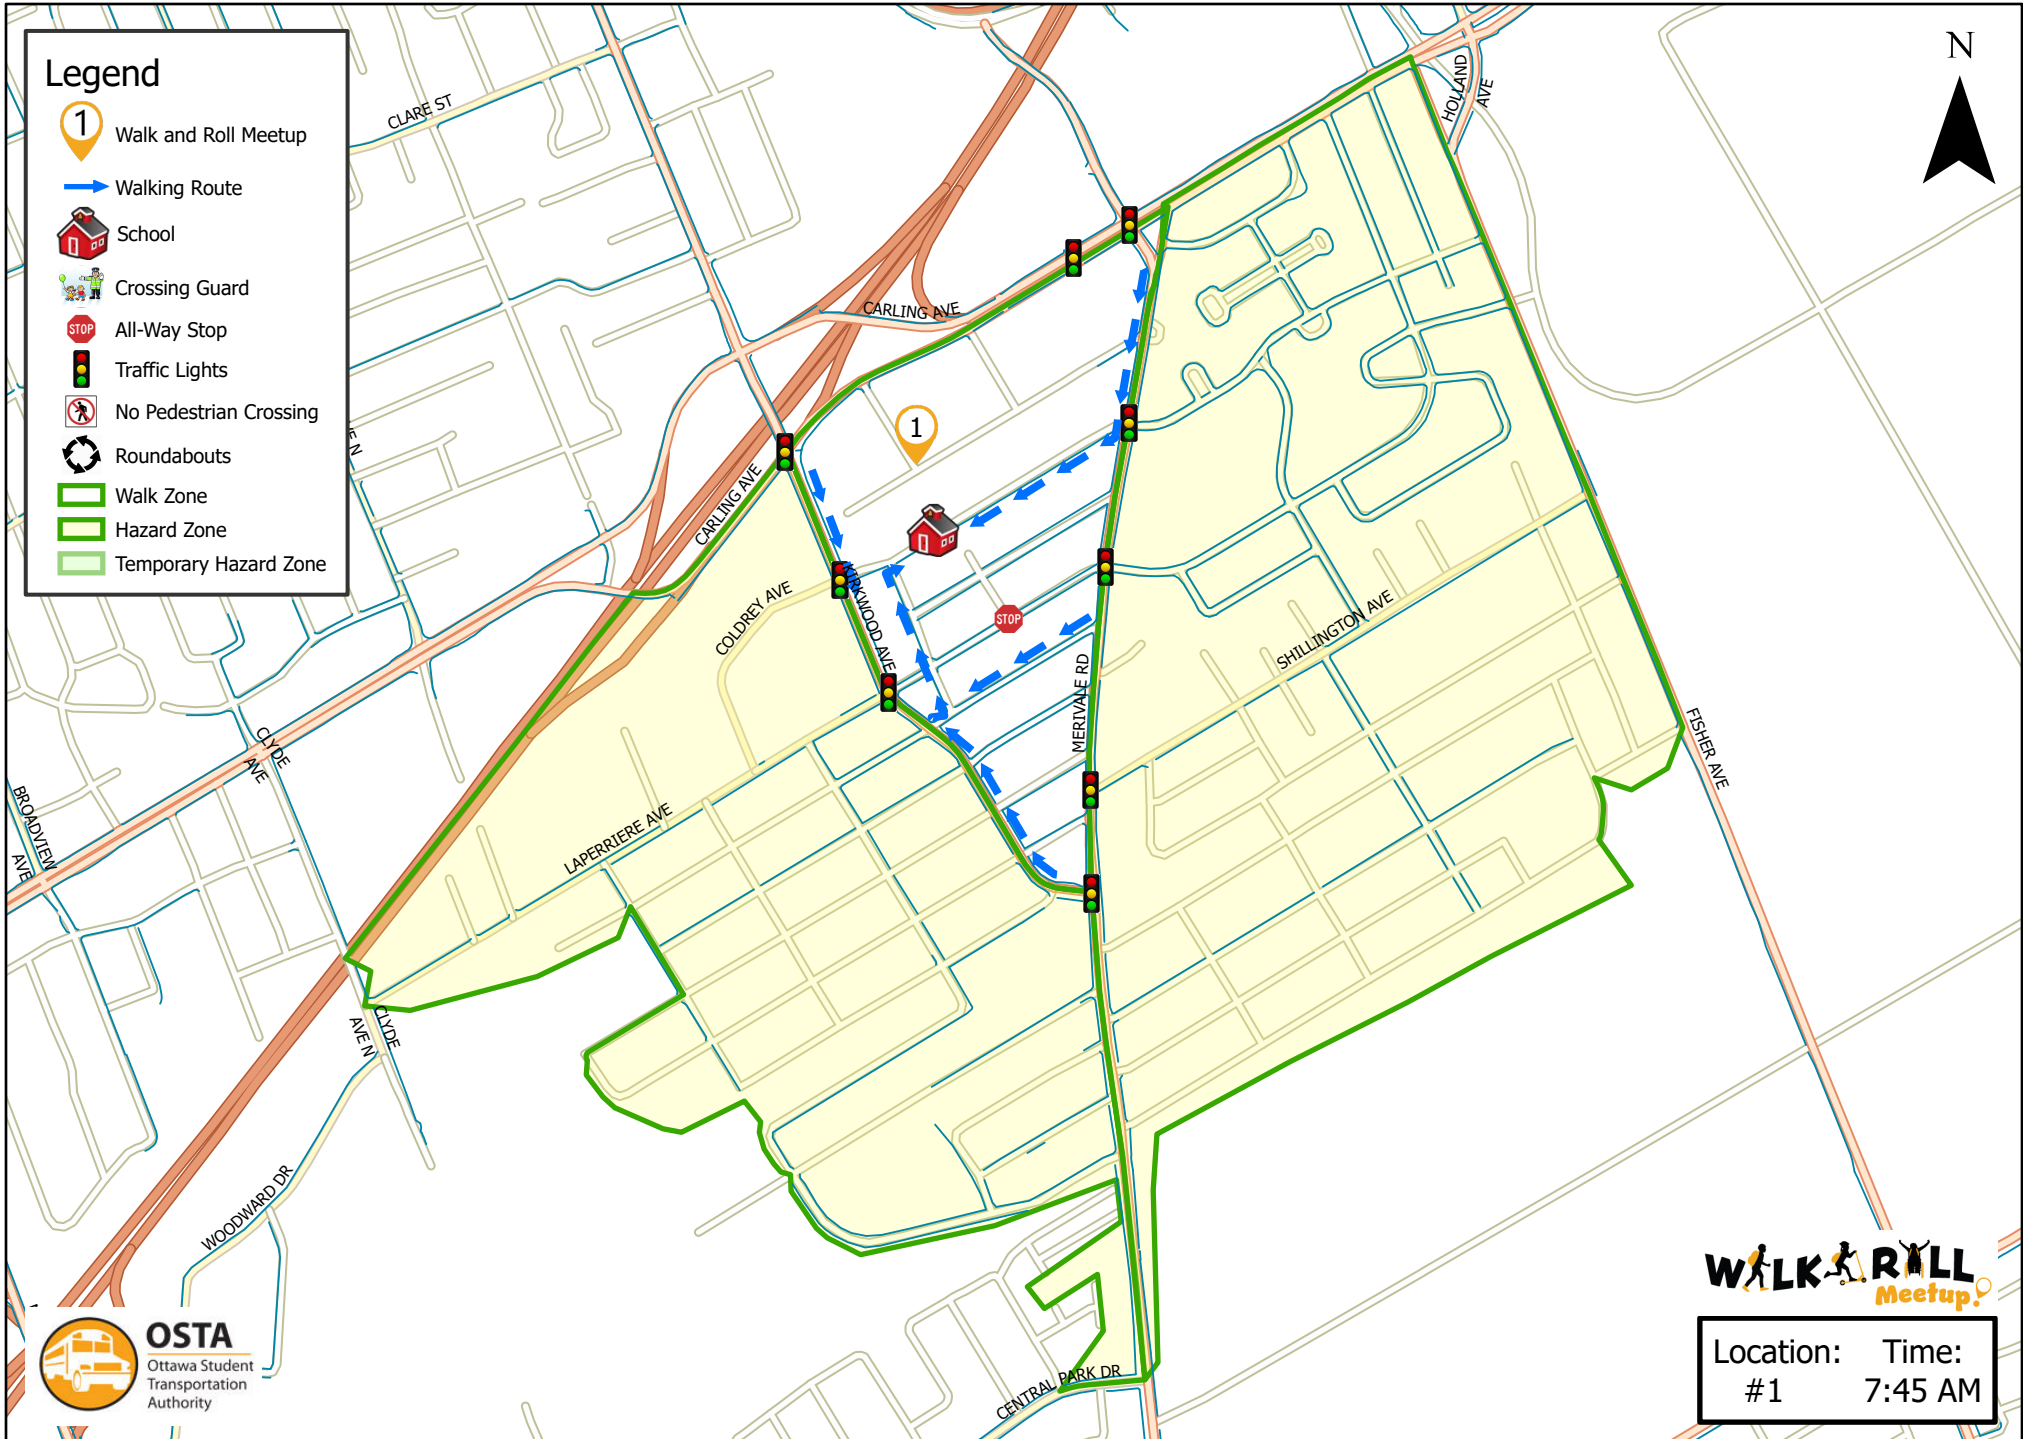 Legend
1
Walk and Roll Meetup
Walking Route
School
Crossing Guard
STOP
All-Way Stop
Traffic Lights
No Pedestrian Crossing
Roundabouts
Walk Zone
Hazard Zone
Temporary Hazard Zone
N
CLARE ST
HOLLAND
AVE
CARLING AVE
1
VE N
CARLING AVE
KIRKWOOD AVE
COLDREY AVE
STOP
SHILLINGTON AVE
MERIVALE RD
FISHER AVE
CLYDE
AVE
BROADVIEW
AVE
LAPERRIERE AVE
CLYDE
AVE N
WOODWARD DR
CENTRAL PARK DR
OSTA
Ottawa Student
Transportation
Authority
WALK & ROLL
Meetup!
Location: Time:
#1 7:45 AM